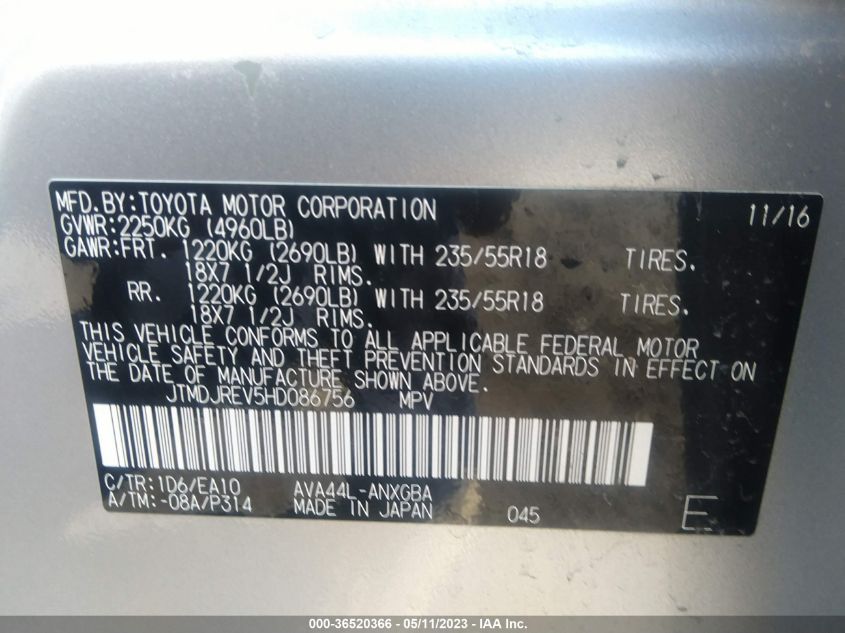 MFD.BY:TOYOTA MOTOR CORPORATION 11/16
GVWR:2250KG (4960LB)
GAWR:FRT. 1220KG (2690LB) WITH 235/55R18 TIRES.
18X7 1/2J RIMS.
RR. 1220KG (2690LB) WITH 235/55R18 TIRES.
18X7 1/2J RIMS.
THIS VEHICLE CONFORMS TO ALL APPLICABLE FEDERAL MOTOR
VEHICLE SAFETY AND THEFT PREVENTION STANDARDS IN EFFECT ON
THE DATE OF MANUFACTURE SHOWN ABOVE.
JTMDJREV5HD086756 MPV
C/TR:1D6/EA10 AVA44L-ANXGBA
A/TM:-08A/P314 MADE IN JAPAN 045 E
000-36520366 - 05/11/2023 - IAA Inc.